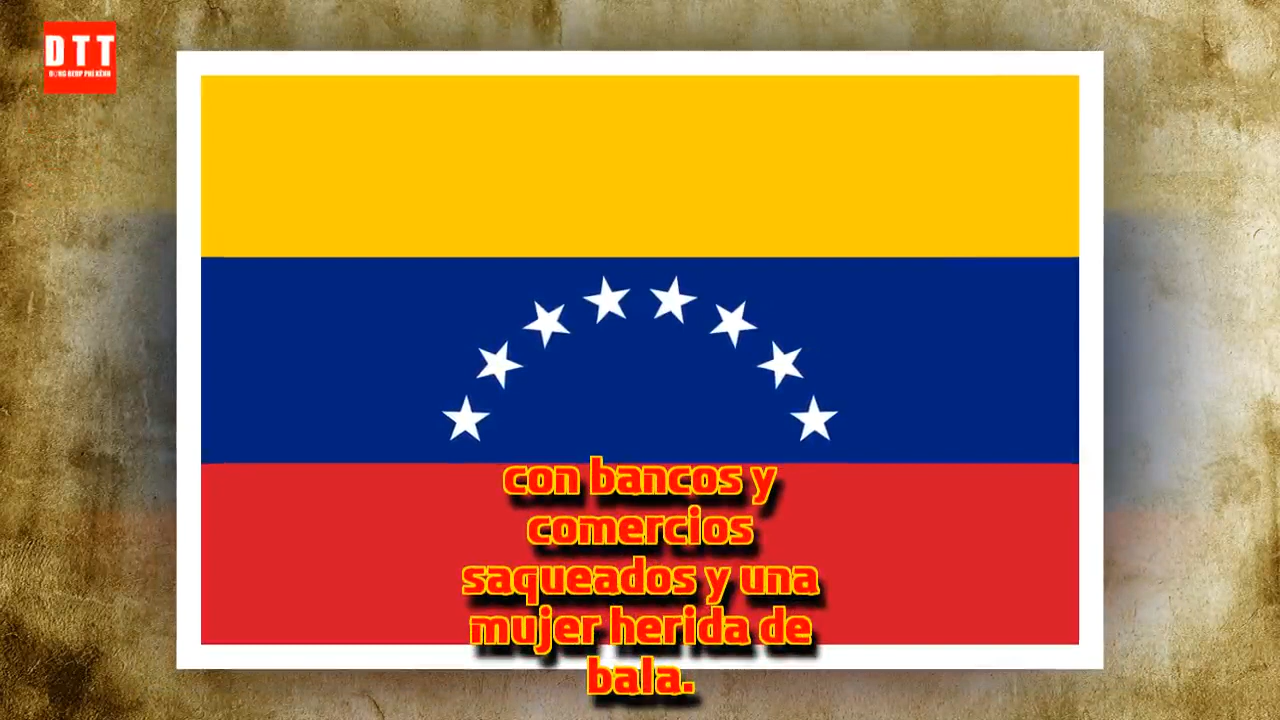 DTT
con bancos y
comercios
saqueados y una
mujer herida de
bala.